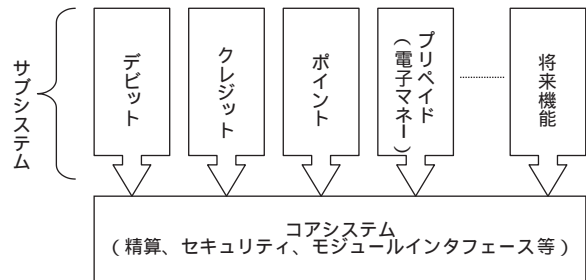 サブシステム
デビット
クレジット
ポイント
プリペイド
(電子マネー)
将来機能
コアシステム
(精算、セキュリティ、モジュールインタフェース等)